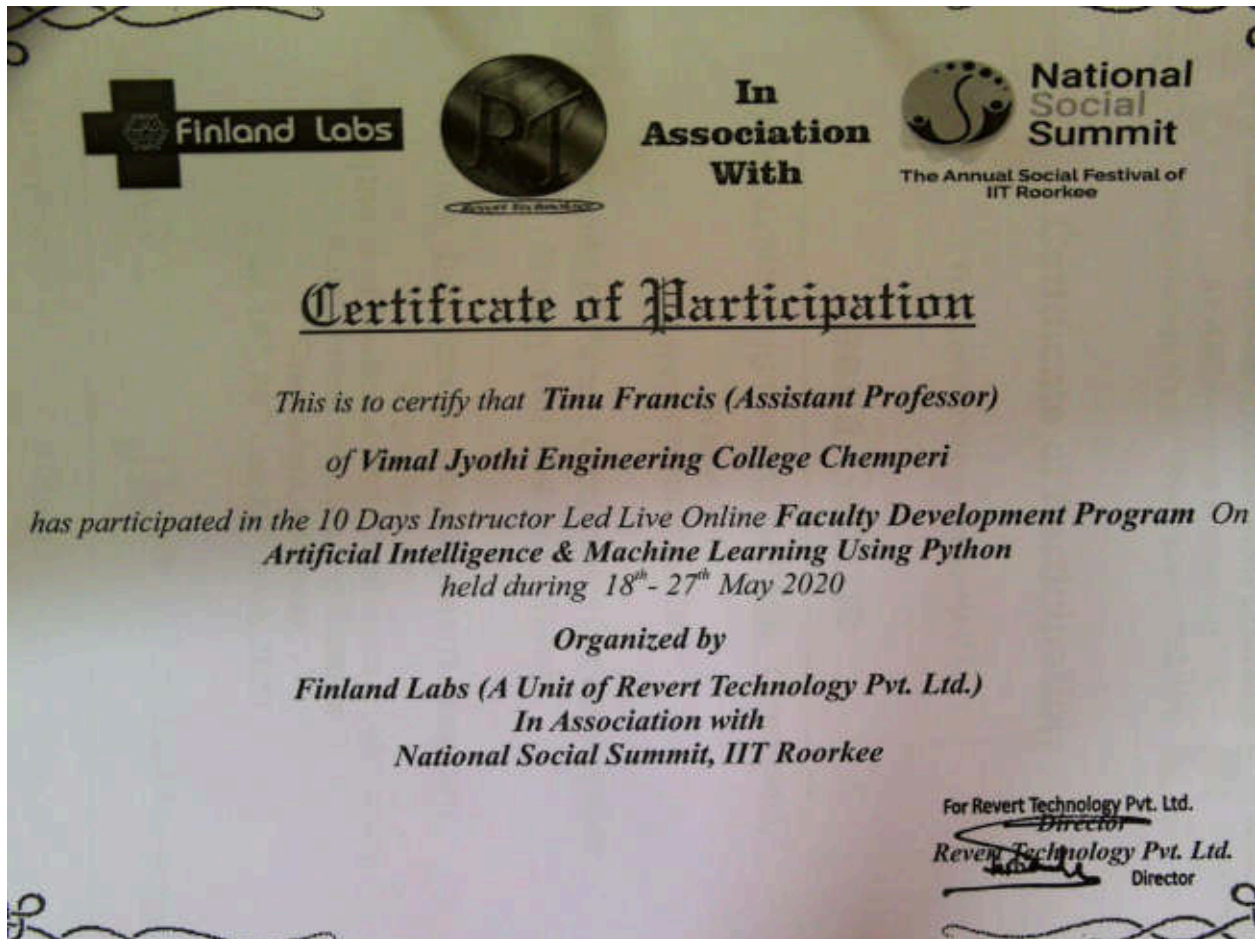 Finland Labs
RT
Revert Technology
In
Association
With
National
Social
Summit
The Annual Social Festival of
IIT Roorkee
Certificate of Participation
This is to certify that Tinu Francis (Assistant Professor)
of Vimal Jyothi Engineering College Chemperi
has participated in the 10 Days Instructor Led Live Online Faculty Development Program On
Artificial Intelligence & Machine Learning Using Python
held during 18th - 27th May 2020
Organized by
Finland Labs (A Unit of Revert Technology Pvt. Ltd.)
In Association with
National Social Summit, IIT Roorkee
For Revert Technology Pvt. Ltd.
Director
Revert Technology Pvt. Ltd.
Director